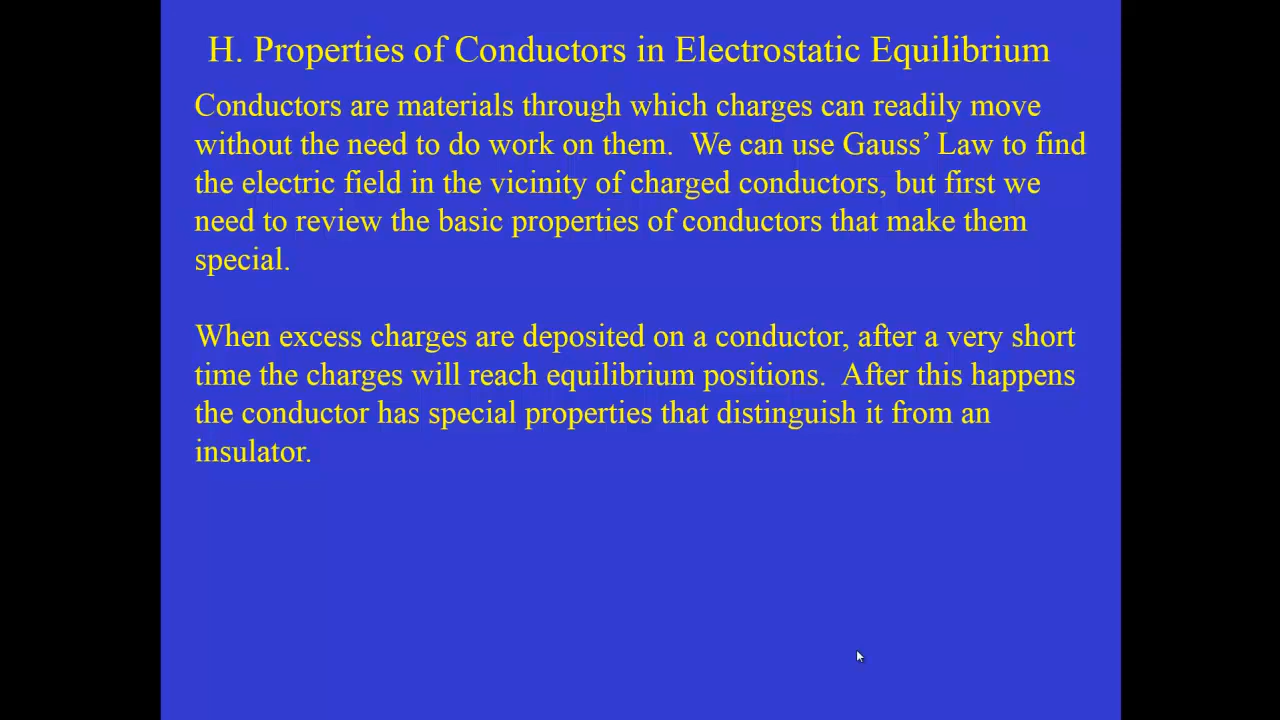 H. Properties of Conductors in Electrostatic Equilibrium
Conductors are materials through which charges can readily move
without the need to do work on them.  We can use Gauss’ Law to find
the electric field in the vicinity of charged conductors, but first we
need to review the basic properties of conductors that make them
special.
When excess charges are deposited on a conductor, after a very short
time the charges will reach equilibrium positions.  After this happens
the conductor has special properties that distinguish it from an
insulator.